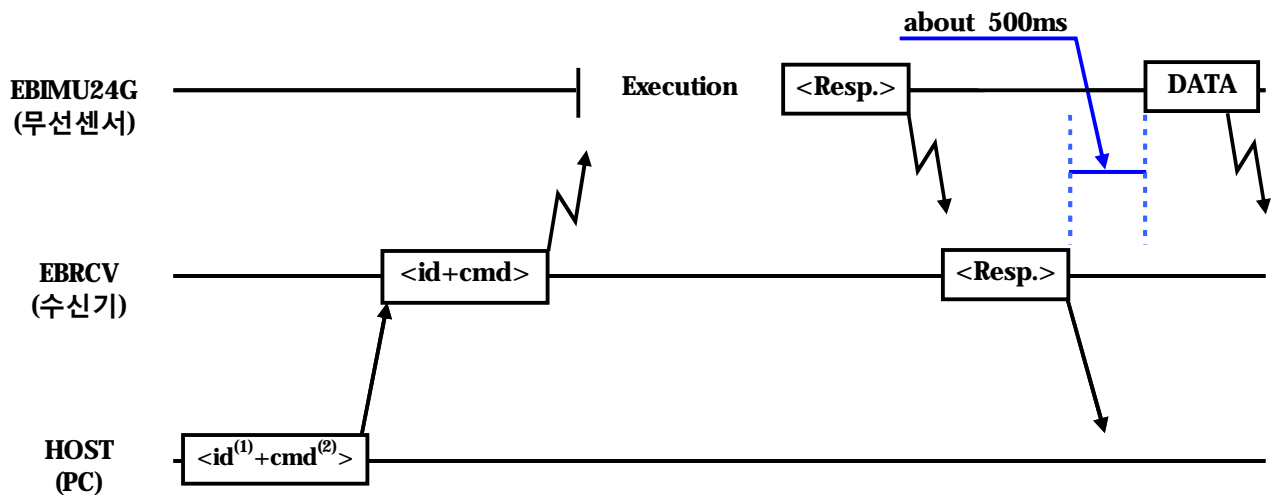 about 500ms
EBIMU24G
(무선센서)
Execution
<Resp.>
DATA
EBRCV
(수신기)
<id+cmd>
<Resp.>
HOST
(PC)
<id(1)+cmd(2)>